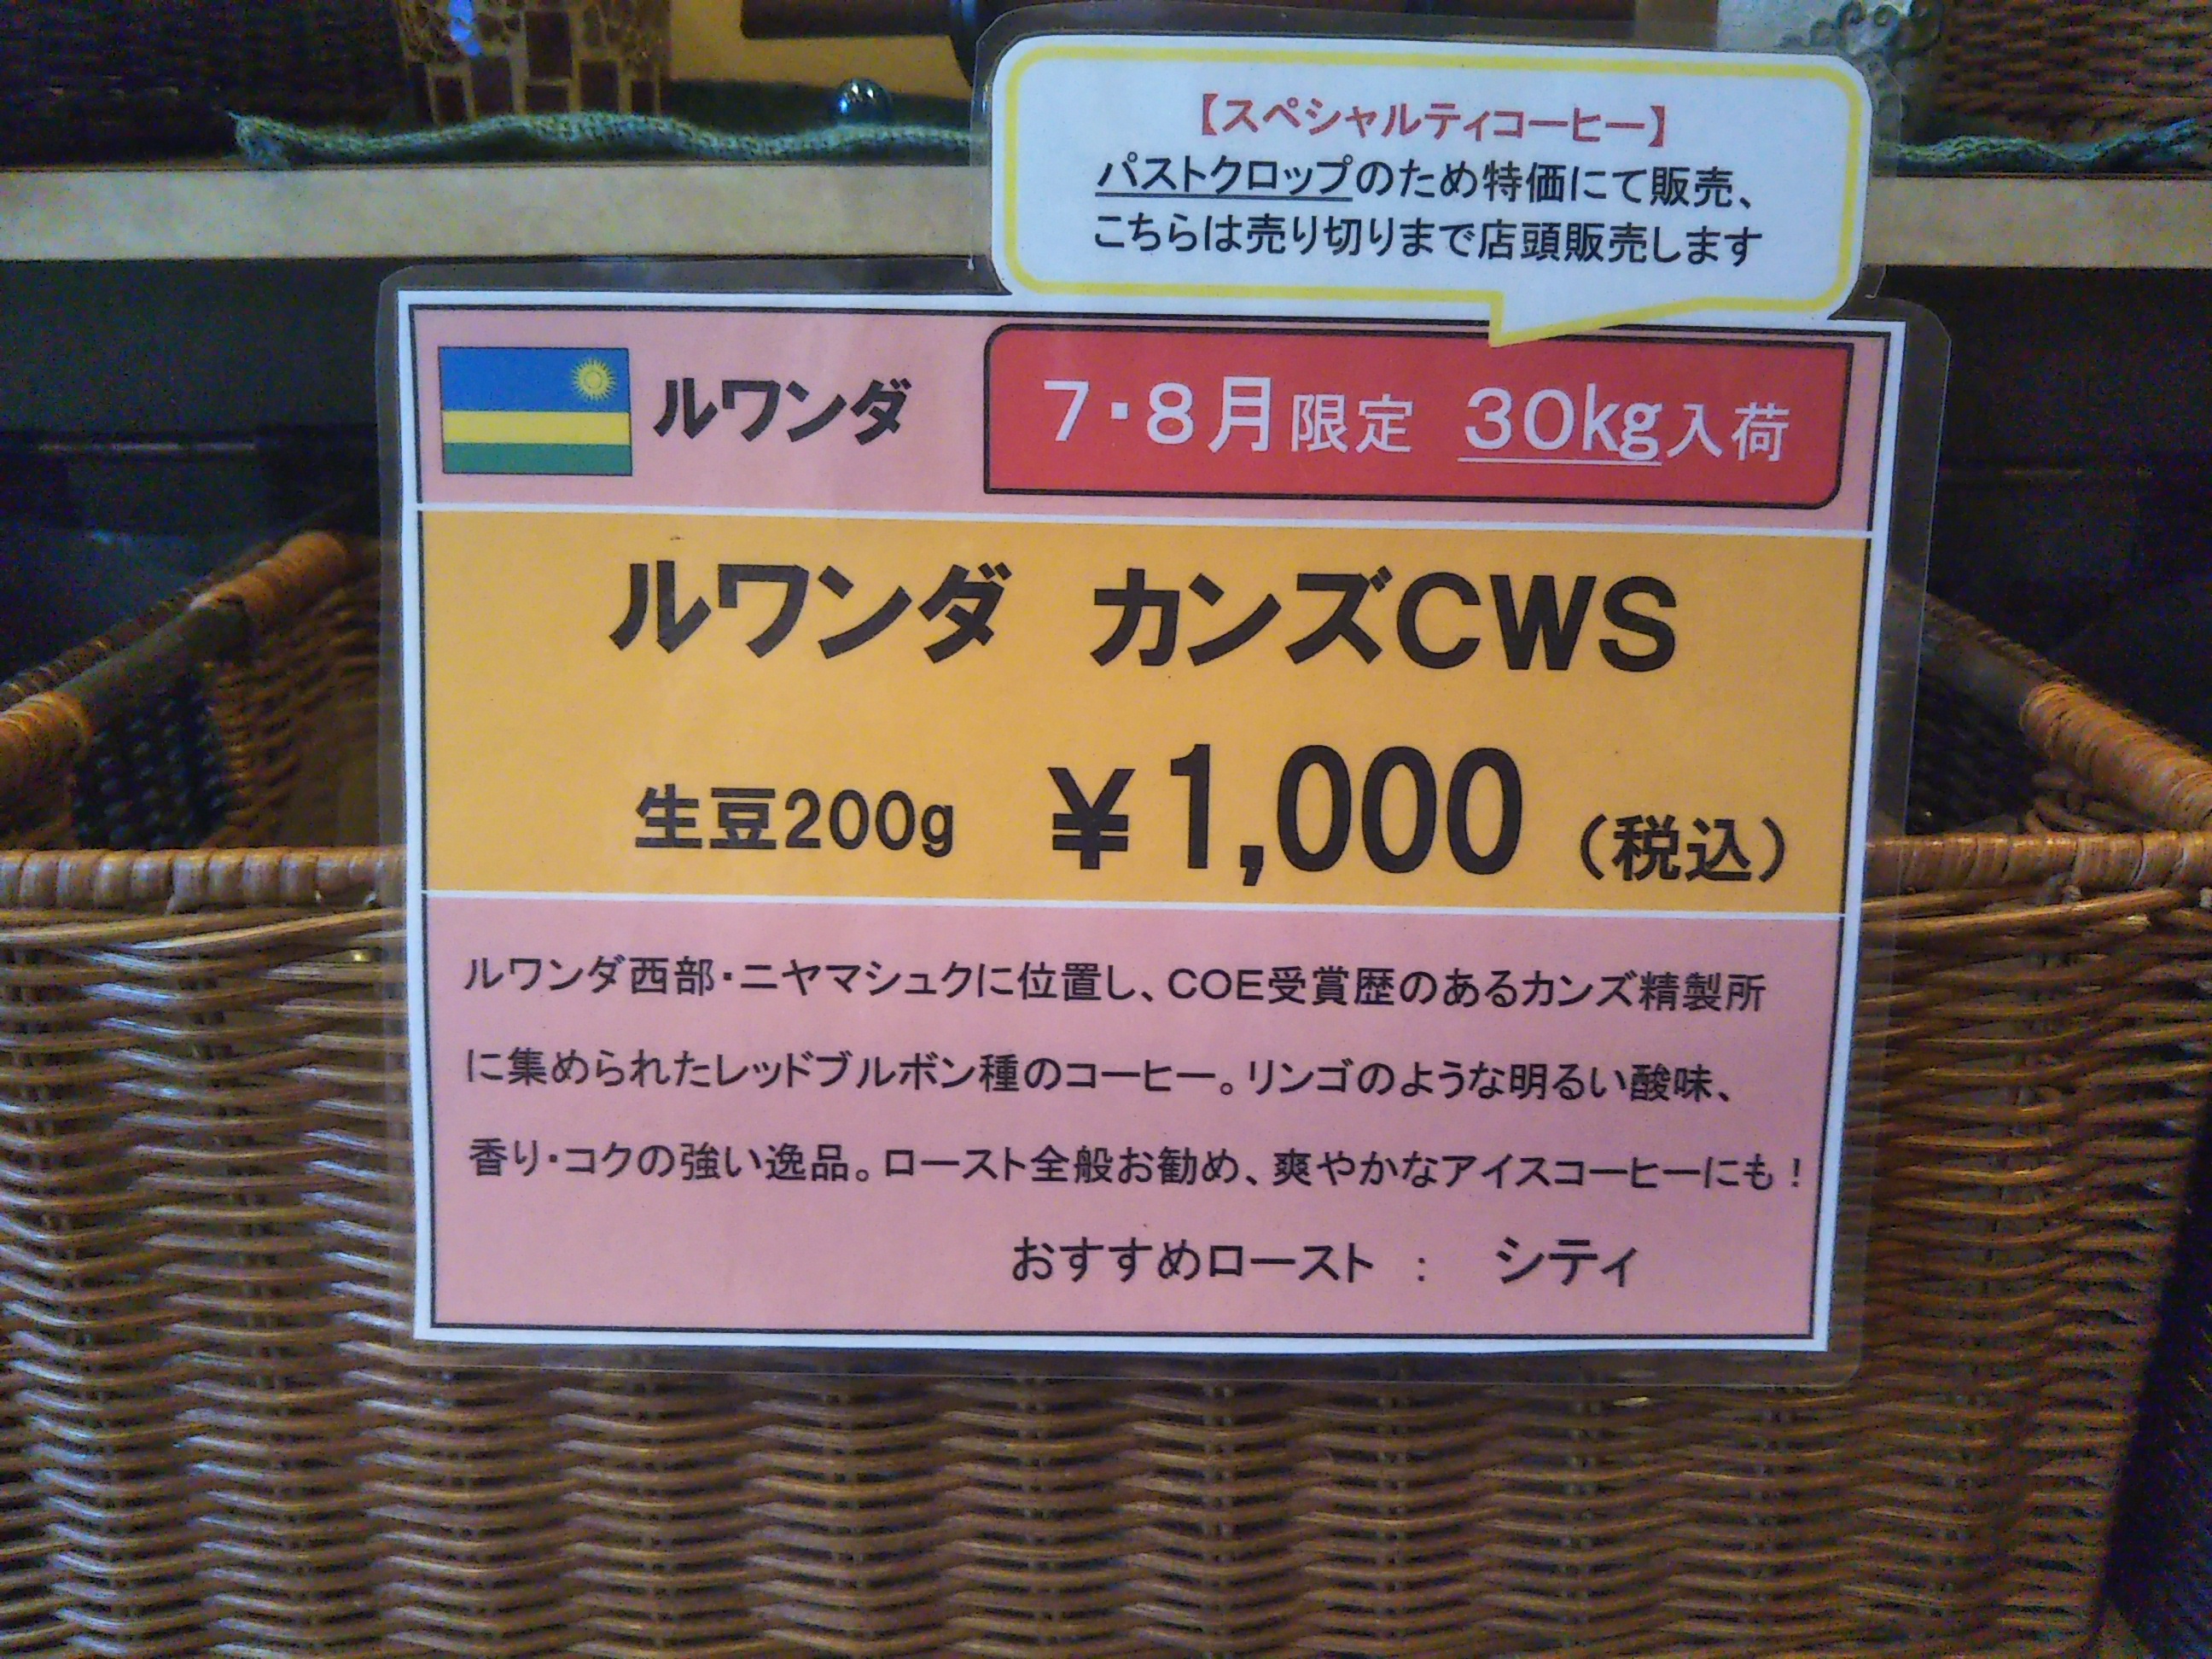 【スペシャルティコーヒー】
パストクロップのため特価にて販売、
こちらは売り切りまで店頭販売します
ルワンダ 7・8月限定 30kg入荷
ルワンダ カンズCWS
生豆200g ¥1,000（税込）
ルワンダ西部・ニヤマシュクに位置し、COE受賞歴のあるカンズ精製所
に集められたレッドブルボン種のコーヒー。リンゴのような明るい酸味、
香り・コクの強い逸品。ロースト全般お勧め、爽やかなアイスコーヒーにも！
おすすめロースト ： シティ